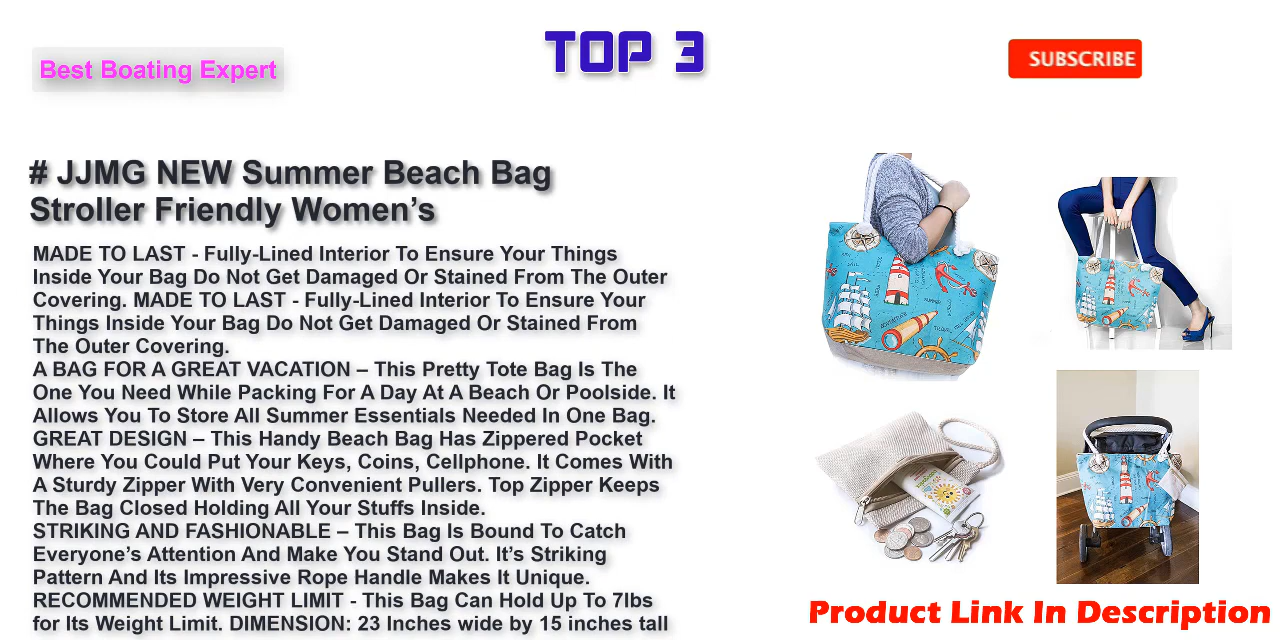 Best Boating Expert
TOP 3
SUBSCRIBE
# JJMG NEW Summer Beach Bag
Stroller Friendly Women’s
MADE TO LAST - Fully-Lined Interior To Ensure Your Things
Inside Your Bag Do Not Get Damaged Or Stained From The Outer
Covering. MADE TO LAST - Fully-Lined Interior To Ensure Your
Things Inside Your Bag Do Not Get Damaged Or Stained From
The Outer Covering.
A BAG FOR A GREAT VACATION – This Pretty Tote Bag Is The
One You Need While Packing For A Day At A Beach Or Poolside. It
Allows You To Store All Summer Essentials Needed In One Bag.
GREAT DESIGN – This Handy Beach Bag Has Zippered Pocket
Where You Could Put Your Keys, Coins, Cellphone. It Comes With
A Sturdy Zipper With Very Convenient Pullers. Top Zipper Keeps
The Bag Closed Holding All Your Stuffs Inside.
STRIKING AND FASHIONABLE – This Bag Is Bound To Catch
Everyone’s Attention And Make You Stand Out. It’s Striking
Pattern And Its Impressive Rope Handle Makes It Unique.
RECOMMENDED WEIGHT LIMIT - This Bag Can Hold Up To 7lbs
for Its Weight Limit. DIMENSION: 23 Inches wide by 15 inches tall
Product Link In Description